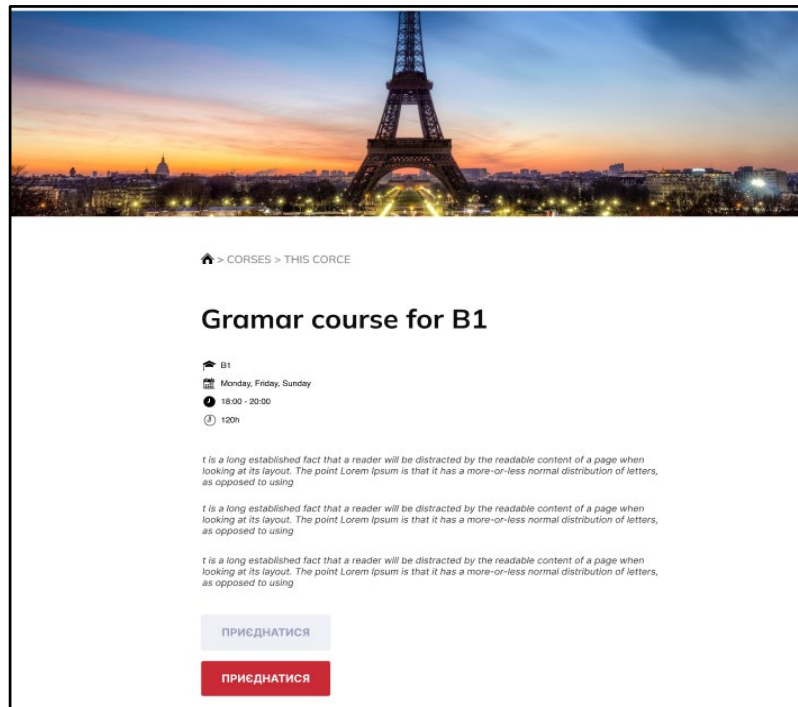 > CORSES > THIS CORCE
Gramar course for B1
B1
Monday, Friday, Sunday
18:00 - 20:00
120h
t is a long established fact that a reader will be distracted by the readable content of a page when
looking at its layout. The point Lorem Ipsum is that it has a more-or-less normal distribution of letters,
as opposed to using
t is a long established fact that a reader will be distracted by the readable content of a page when
looking at its layout. The point Lorem Ipsum is that it has a more-or-less normal distribution of letters,
as opposed to using
t is a long established fact that a reader will be distracted by the readable content of a page when
looking at its layout. The point Lorem Ipsum is that it has a more-or-less normal distribution of letters,
as opposed to using
ПРИЄДНАТИСЯ
ПРИЄДНАТИСЯ